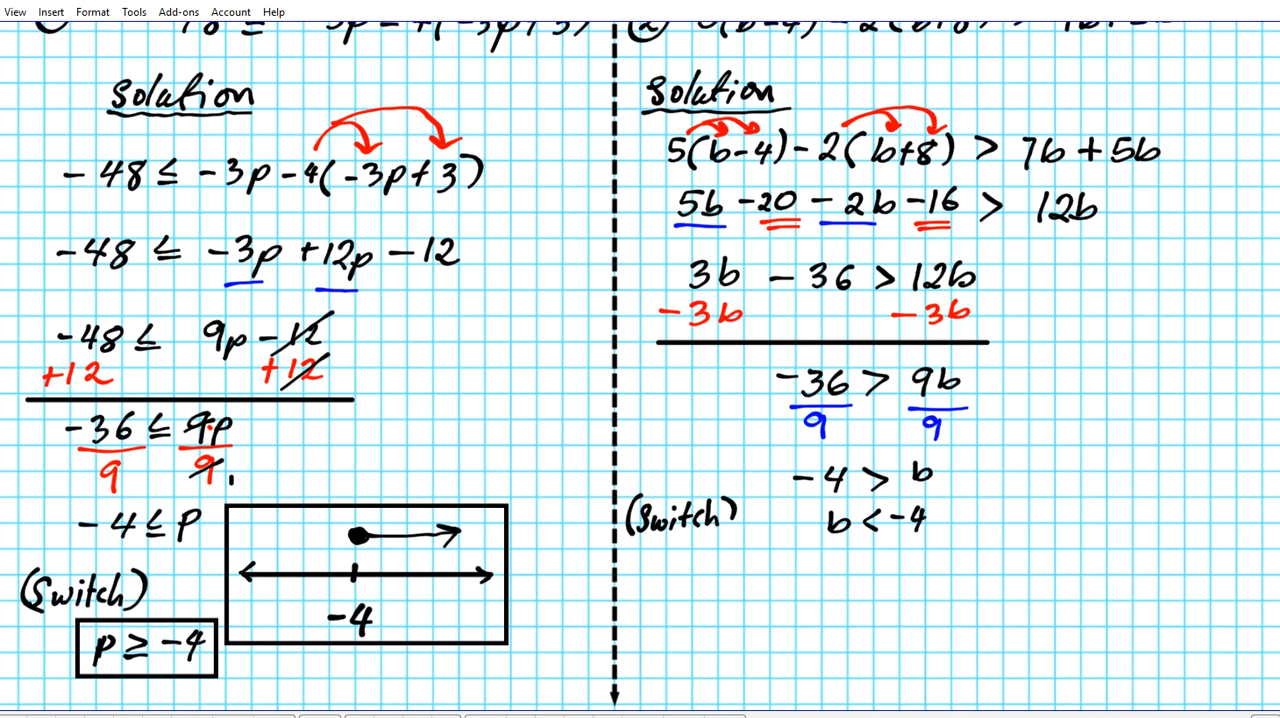 View Insert Format Tools Add-ons Account Help
Solution
-48 ≤ -3p -4(-3p+3)
-48 ≤ -3p +12p -12
-48 ≤ 9p -12
+12 +12
-36 ≤ 9p
9 9
-4 ≤ p
(Switch)
p ≥ -4
-4
Solution
5(b-4) -2(b+8) > 7b + 5b
5b -20 -2b -16 > 12b
3b - 36 > 12b
-3b -3b
-36 > 9b
9 9
-4 > b
(Switch) b < -4